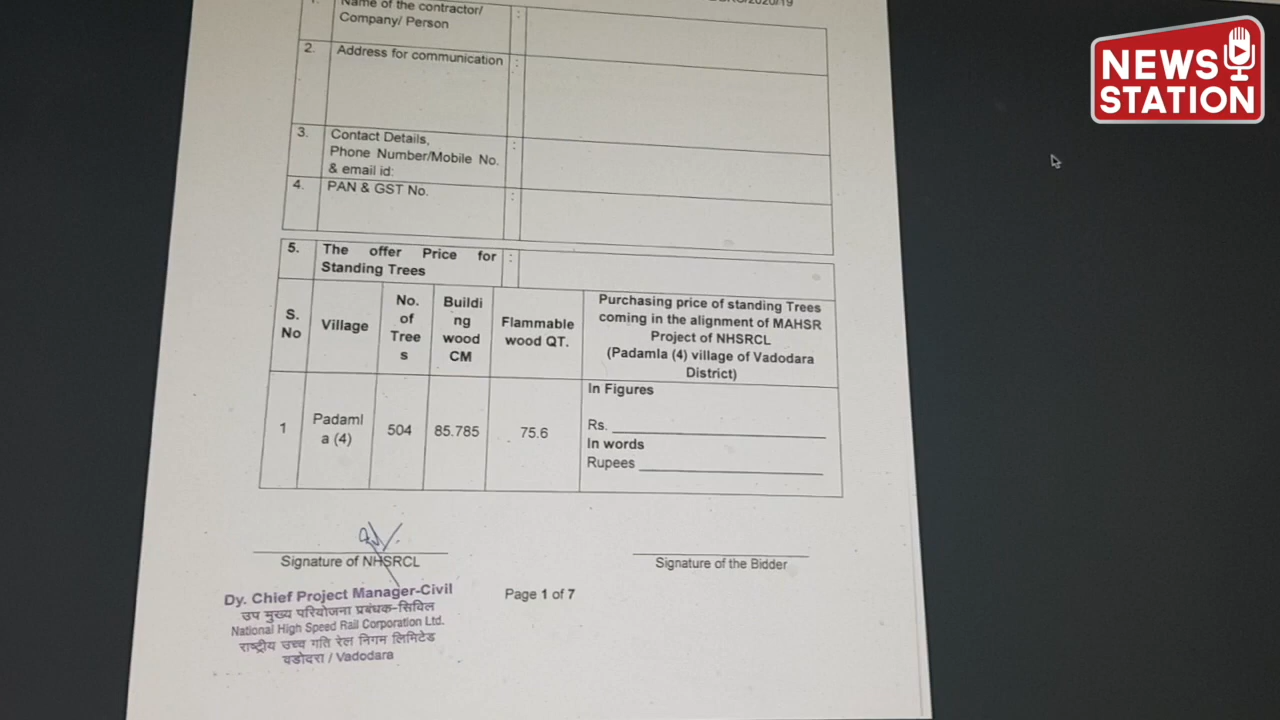 1. Name of the contractor/ :
Company/ Person
2. Address for communication :
3. Contact Details, :
Phone Number/Mobile No.
& email id:
4. PAN & GST No. :
5. The offer Price for :
Standing Trees
S. No
Village
No. of Tree s
Buildi ng wood CM
Flammable wood QT.
Purchasing price of standing Trees
coming in the alignment of MAHSR
Project of NHSRCL
(Padamla (4) village of Vadodara
District)
1
Padaml a (4)
504
85.785
75.6
In Figures
Rs.
In words
Rupees
Signature of NHSRCL
Signature of the Bidder
Dy. Chief Project Manager-Civil
उप मुख्य परियोजना प्रबंधक-सिविल
National High Speed Rail Corporation Ltd.
राष्ट्रीय उच्च गति रेल निगम लिमिटेड
वडोदरा / Vadodara
Page 1 of 7
NEWS
STATION